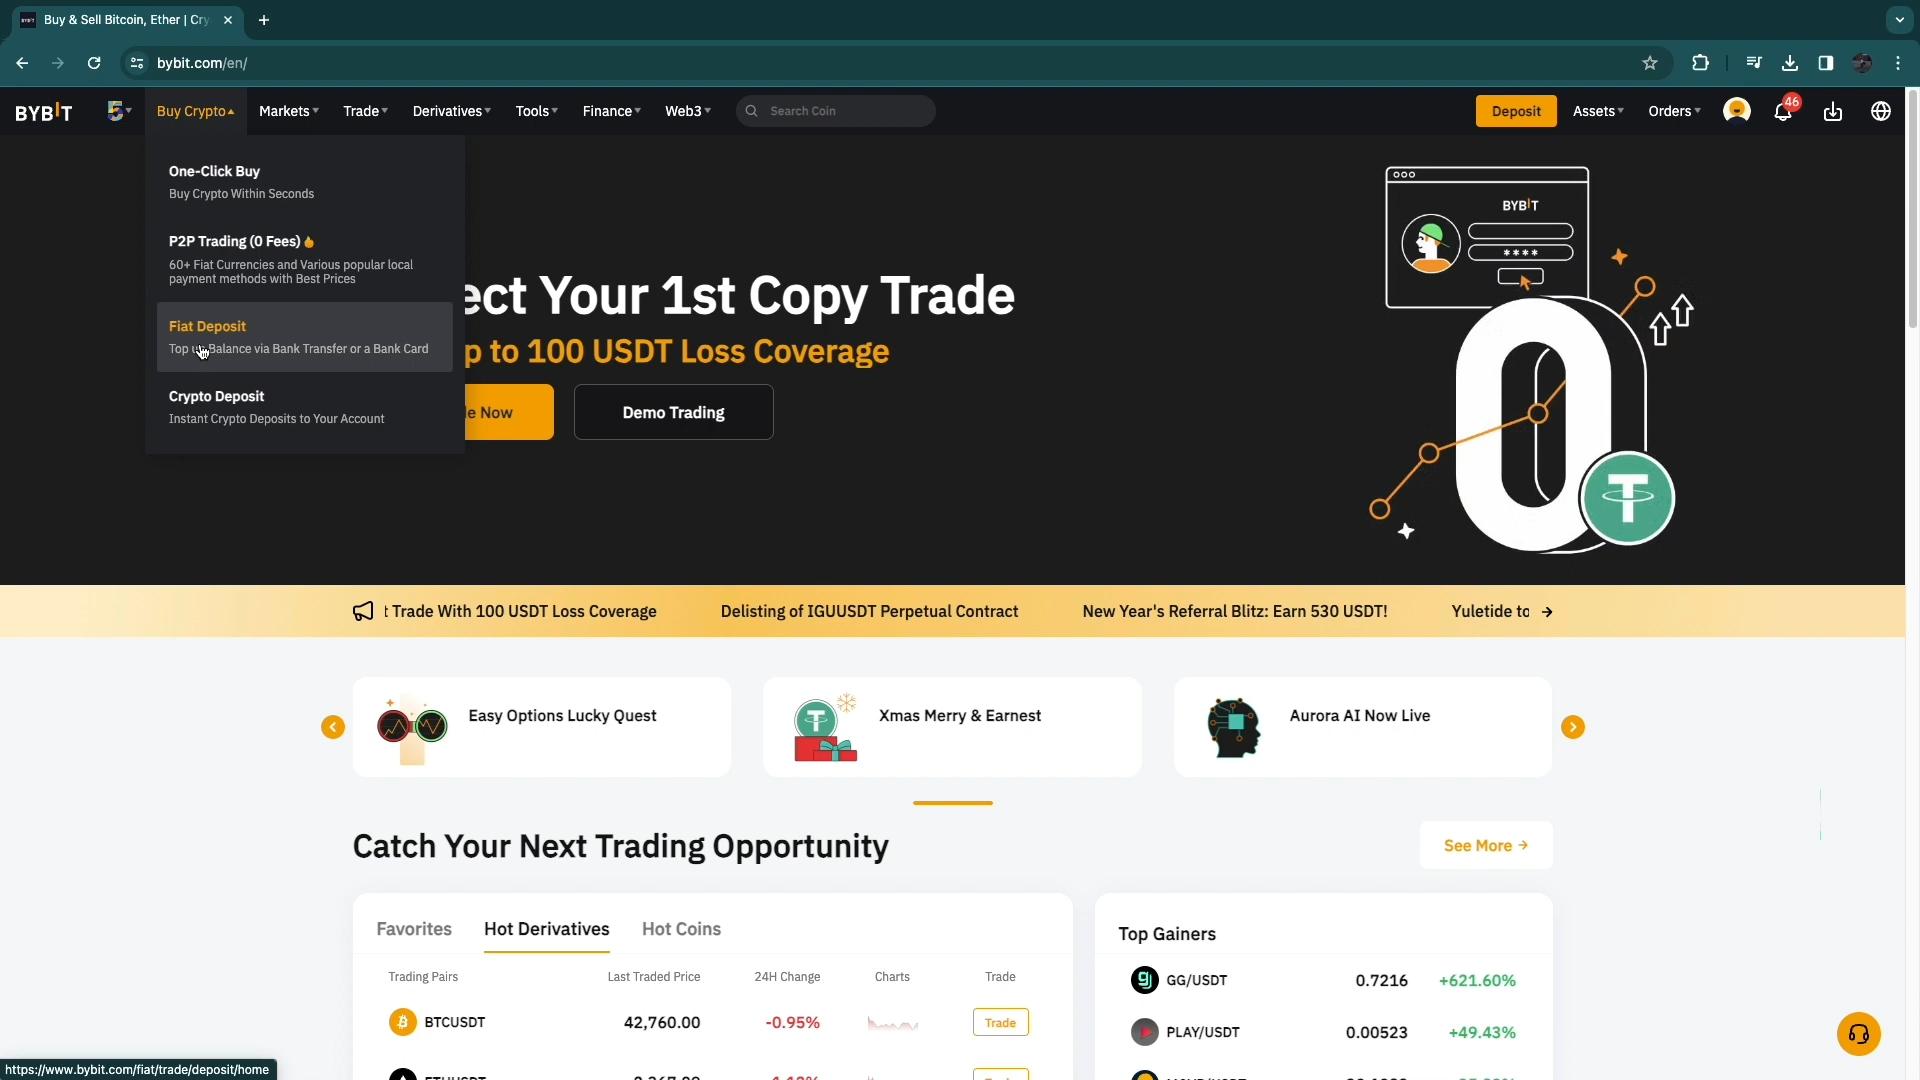 Buy & Sell Bitcoin, Ether | Cry
bybit.com/en/
BYBIT
Buy Crypto
Markets
Trade
Derivatives
Tools
Finance
Web3
Search Coin
Deposit
Assets
Orders
46
One-Click Buy
Buy Crypto Within Seconds
P2P Trading (0 Fees)
60+ Fiat Currencies and Various popular local
payment methods with Best Prices
Fiat Deposit
Top Balance via Bank Transfer or a Bank Card
Crypto Deposit
Instant Crypto Deposits to Your Account
ect Your 1st Copy Trade
p to 100 USDT Loss Coverage
e Now
Demo Trading
BYBIT
****
t Trade With 100 USDT Loss Coverage
Delisting of IGUUSDT Perpetual Contract
New Year's Referral Blitz: Earn 530 USDT!
Yuletide to
Easy Options Lucky Quest
Xmas Merry & Earnest
Aurora AI Now Live
Catch Your Next Trading Opportunity
See More →
Favorites
Hot Derivatives
Hot Coins
Trading Pairs
Last Traded Price
24H Change
Charts
Trade
BTCUSDT
42,760.00
-0.95%
Trade
Top Gainers
GG/USDT
0.7216
+621.60%
PLAY/USDT
0.00523
+49.43%
https://www.bybit.com/fiat/trade/deposit/home